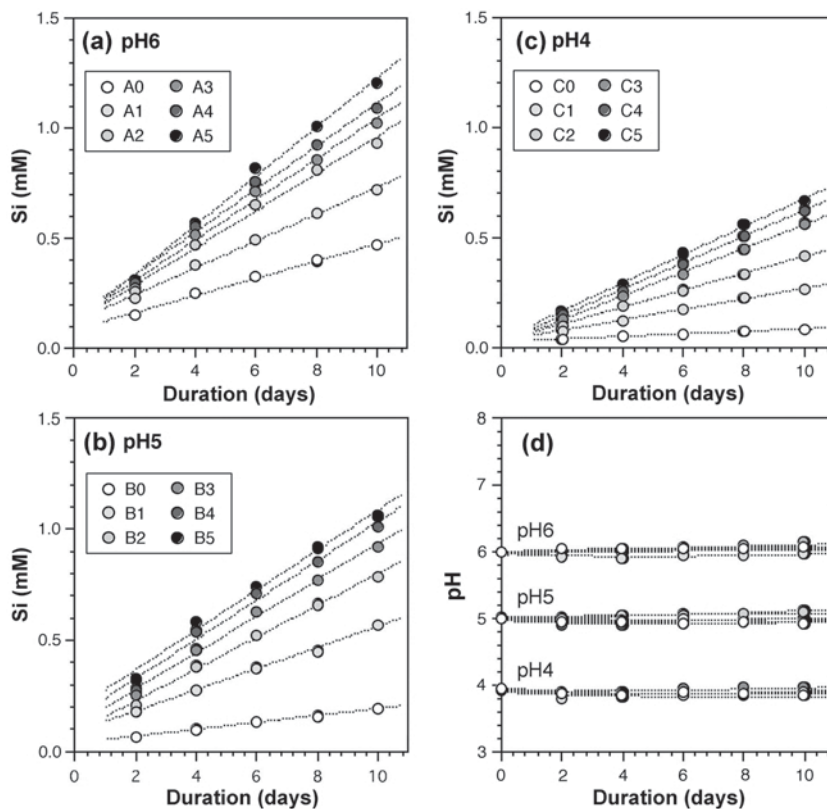 (a) pH6
A0 A3
A1 A4
A2 A5
Si (mM)
1.5
1.0
0.5
0.0
0 2 4 6 8 10
Duration (days)
(c) pH4
C0 C3
C1 C4
C2 C5
Si (mM)
1.5
1.0
0.5
0.0
0 2 4 6 8 10
Duration (days)
(b) pH5
B0 B3
B1 B4
B2 B5
Si (mM)
1.5
1.0
0.5
0.0
0 2 4 6 8 10
Duration (days)
(d)
pH
8
7
6
5
4
3
pH6
pH5
pH4
0 2 4 6 8 10
Duration (days)